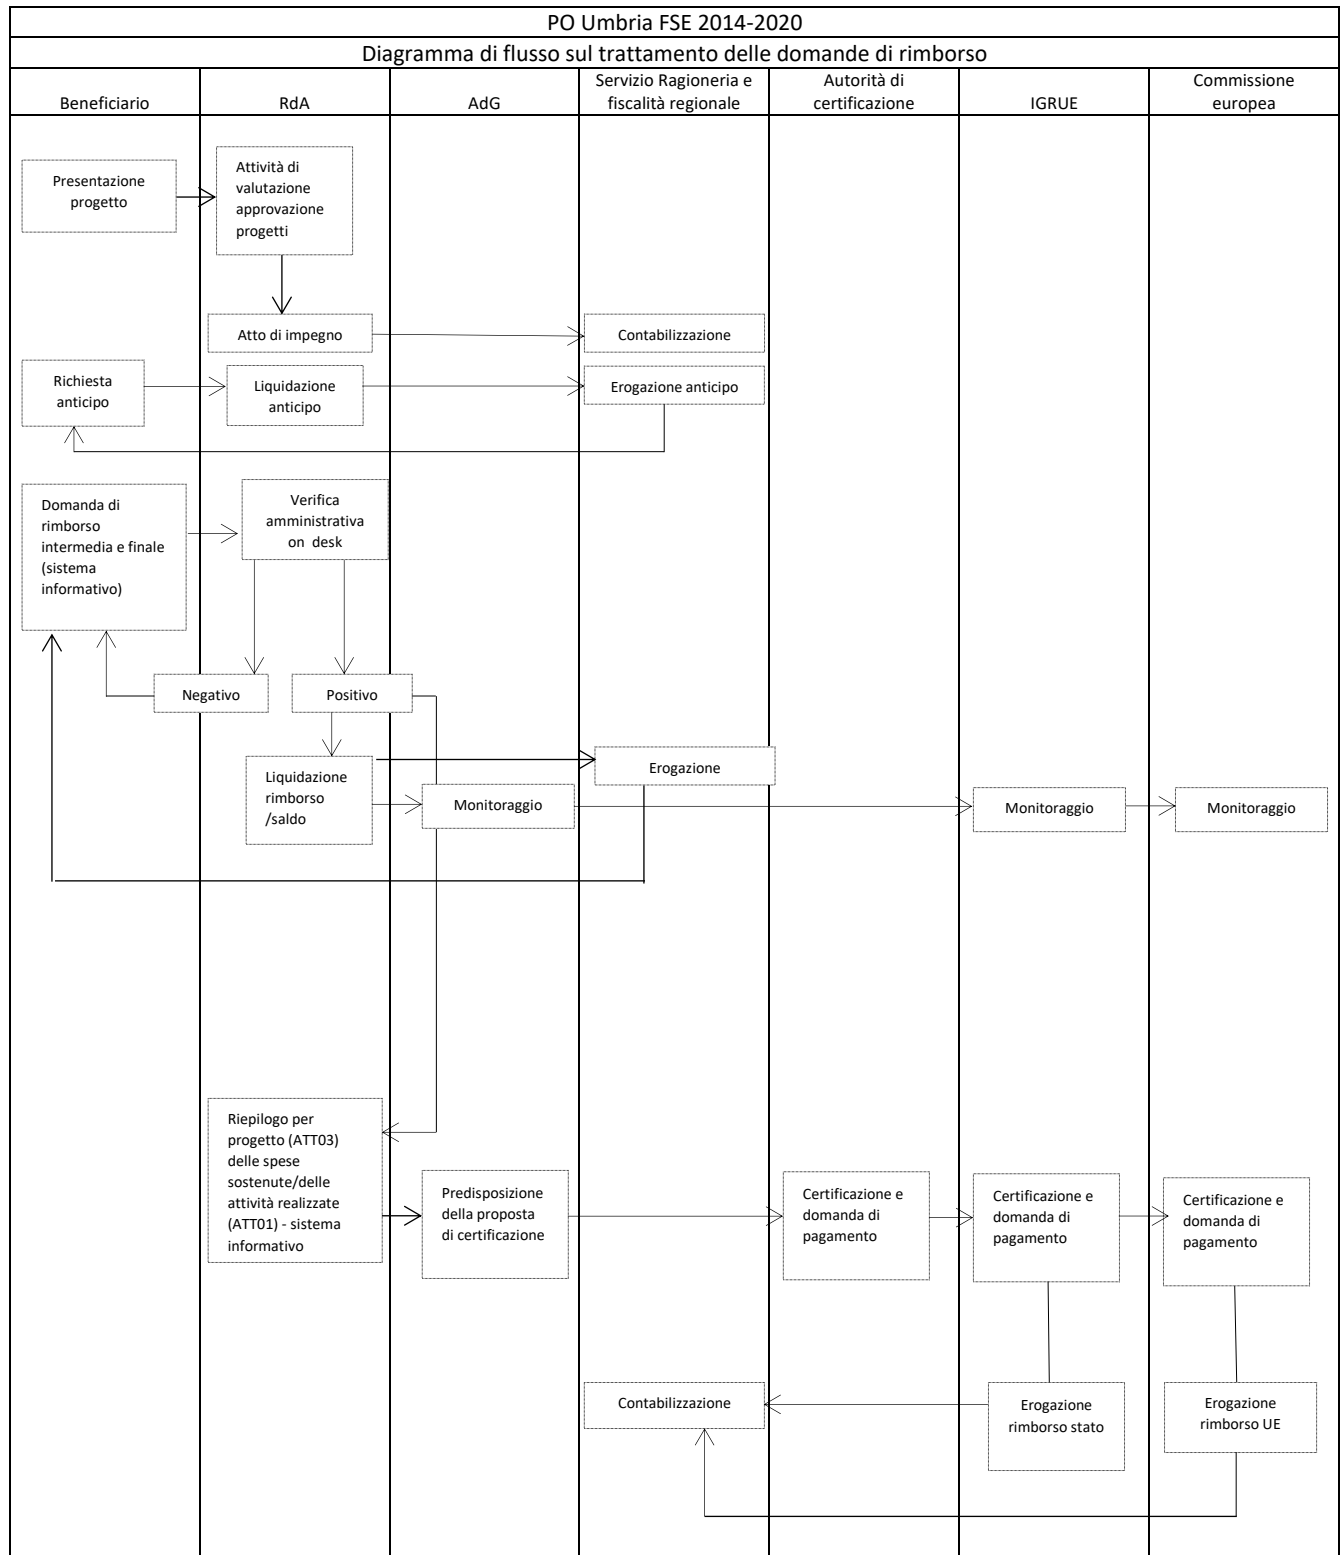 PO Umbria FSE 2014-2020
Diagramma di flusso sul trattamento delle domande di rimborso
Beneficiario
RdA
AdG
Servizio Ragioneria e
fiscalità regionale
Autorità di
certificazione
IGRUE
Commissione
europea
Presentazione
progetto
Attività di
valutazione
approvazione
progetti
Atto di impegno
Contabilizzazione
Richiesta
anticipo
Liquidazione
anticipo
Erogazione anticipo
Domanda di
rimborso
intermedia e finale
(sistema
informativo)
Verifica
amministrativa
on desk
Negativo
Positivo
Liquidazione
rimborso
/saldo
Erogazione
Monitoraggio
Monitoraggio
Monitoraggio
Riepilogo per
progetto (ATT03)
delle spese
sostenute/delle
attività realizzate
(ATT01) - sistema
informativo
Predisposizione
della proposta
di certificazione
Certificazione e
domanda di
pagamento
Certificazione e
domanda di
pagamento
Certificazione e
domanda di
pagamento
Contabilizzazione
Erogazione
rimborso stato
Erogazione
rimborso UE